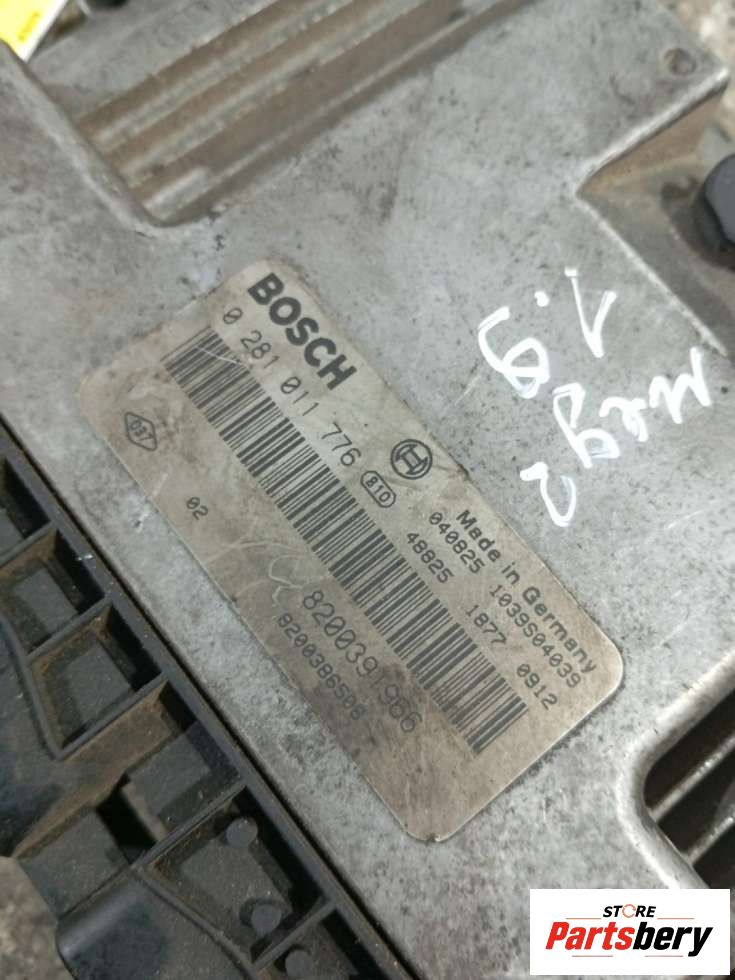 BOSCH
0 281 011 776
810
Made in Germany
040825 1039S04039
48825 1877 0912
087
02
8200391966
8200386508
Meg 2
1.9
STORE
Partsbery